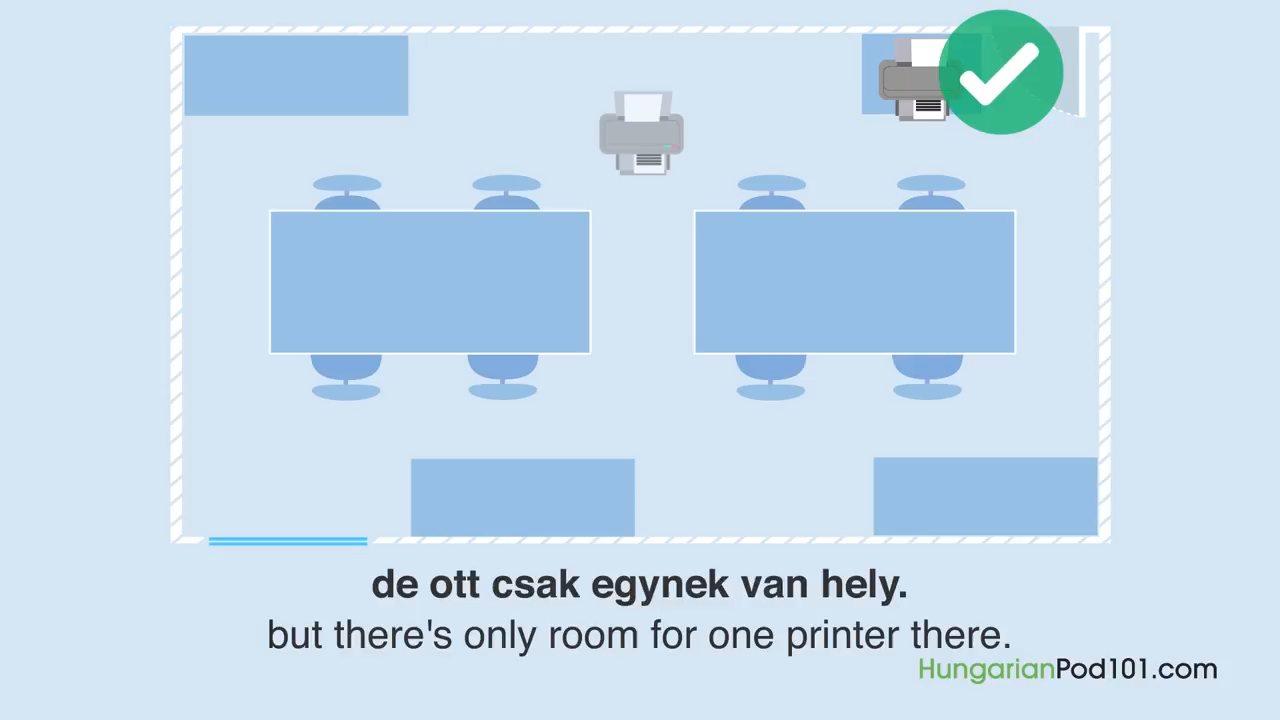 de ott csak egynek van hely.
but there's only room for one printer there.
HungarianPod101.com